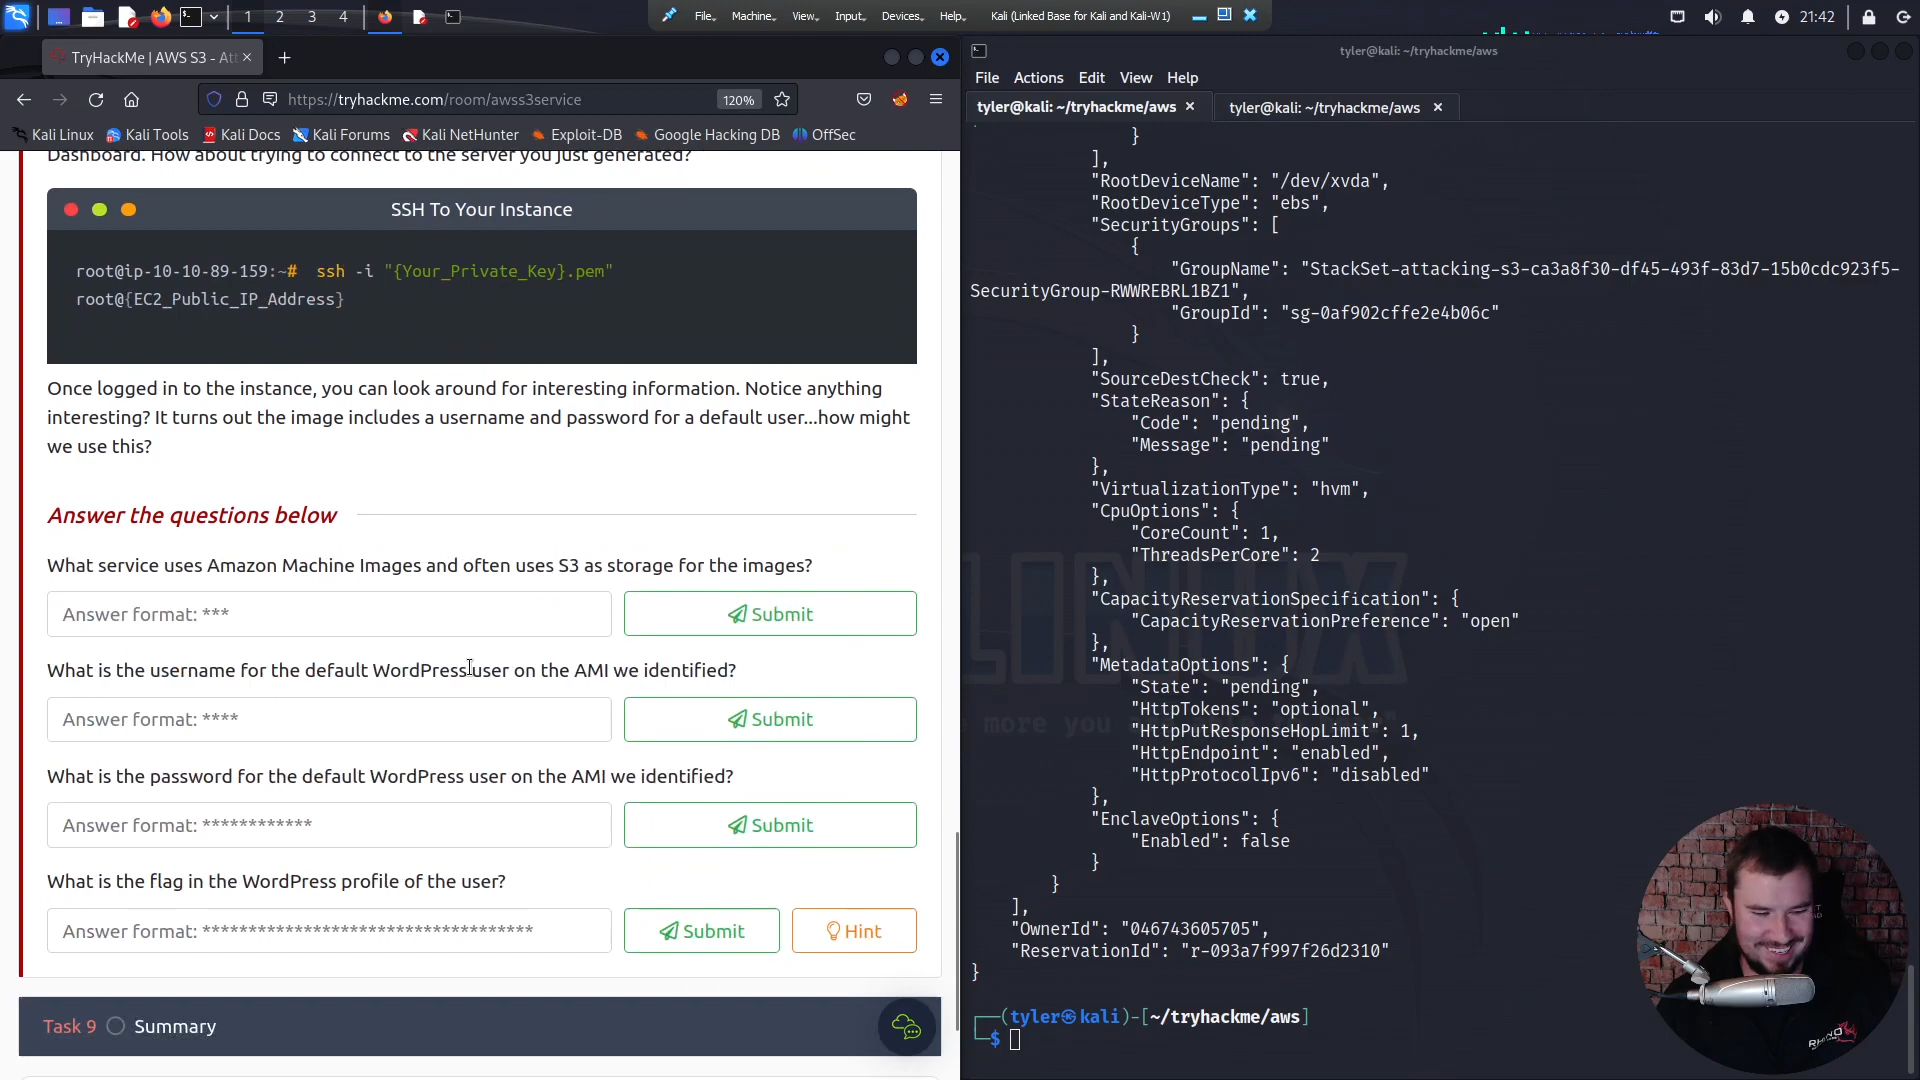 1
2
3
4
File,
Machine,
View,
Input,
Devices,
Help,
Kali (Linked Base for Kali and Kali-W1)
21:42
TryHackMe | AWS S3 - Att
https://tryhackme.com/room/awss3service
120%
Kali Linux
Kali Tools
Kali Docs
Kali Forums
Kali NetHunter
Exploit-DB
Google Hacking DB
OffSec
Dashboard. How about trying to connect to the server you just generated?
SSH To Your Instance
root@ip-10-10-89-159:~# ssh -i "{Your_Private_Key}.pem"
root@{EC2_Public_IP_Address}
Once logged in to the instance, you can look around for interesting information. Notice anything
interesting? It turns out the image includes a username and password for a default user...how might
we use this?
Answer the questions below
What service uses Amazon Machine Images and often uses S3 as storage for the images?
Answer format: ***
Submit
What is the username for the default WordPress user on the AMI we identified?
Answer format: ****
Submit
What is the password for the default WordPress user on the AMI we identified?
Answer format: ************
Submit
What is the flag in the WordPress profile of the user?
Answer format: ************************************
Submit
Hint
Task 9
Summary
tyler@kali: ~/tryhackme/aws
File Actions Edit View Help
tyler@kali: ~/tryhackme/aws
tyler@kali: ~/tryhackme/aws
}
],
"RootDeviceName": "/dev/xvda",
"RootDeviceType": "ebs",
"SecurityGroups": [
{
"GroupName": "StackSet-attacking-s3-ca3a8f30-df45-493f-83d7-15b0cdc923f5-
SecurityGroup-RWWREBRL1BZ1",
"GroupId": "sg-0af902cffe2e4b06c"
}
],
"SourceDestCheck": true,
"StateReason": {
"Code": "pending",
"Message": "pending"
},
"VirtualizationType": "hvm",
"CpuOptions": {
"CoreCount": 1,
"ThreadsPerCore": 2
},
"CapacityReservationSpecification": {
"CapacityReservationPreference": "open"
},
"MetadataOptions": {
"State": "pending",
"HttpTokens": "optional",
"HttpPutResponseHopLimit": 1,
"HttpEndpoint": "enabled",
"HttpProtocolIpv6": "disabled"
},
"EnclaveOptions": {
"Enabled": false
}
}
],
"OwnerId": "046743605705",
"ReservationId": "r-093a7f997f26d2310"
}
(tyler㉿kali)-[~/tryhackme/aws]
$